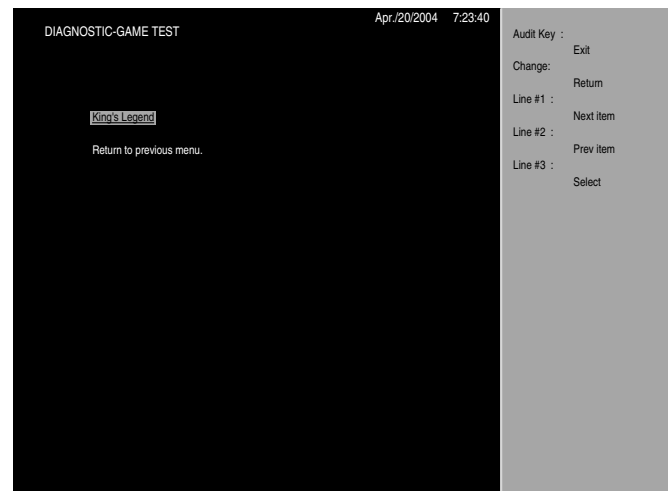 Apr./20/2004 7:23:40
DIAGNOSTIC-GAME TEST
King's Legend
Return to previous menu.
Audit Key :
Exit
Change:
Return
Line #1 :
Next item
Line #2 :
Prev item
Line #3 :
Select